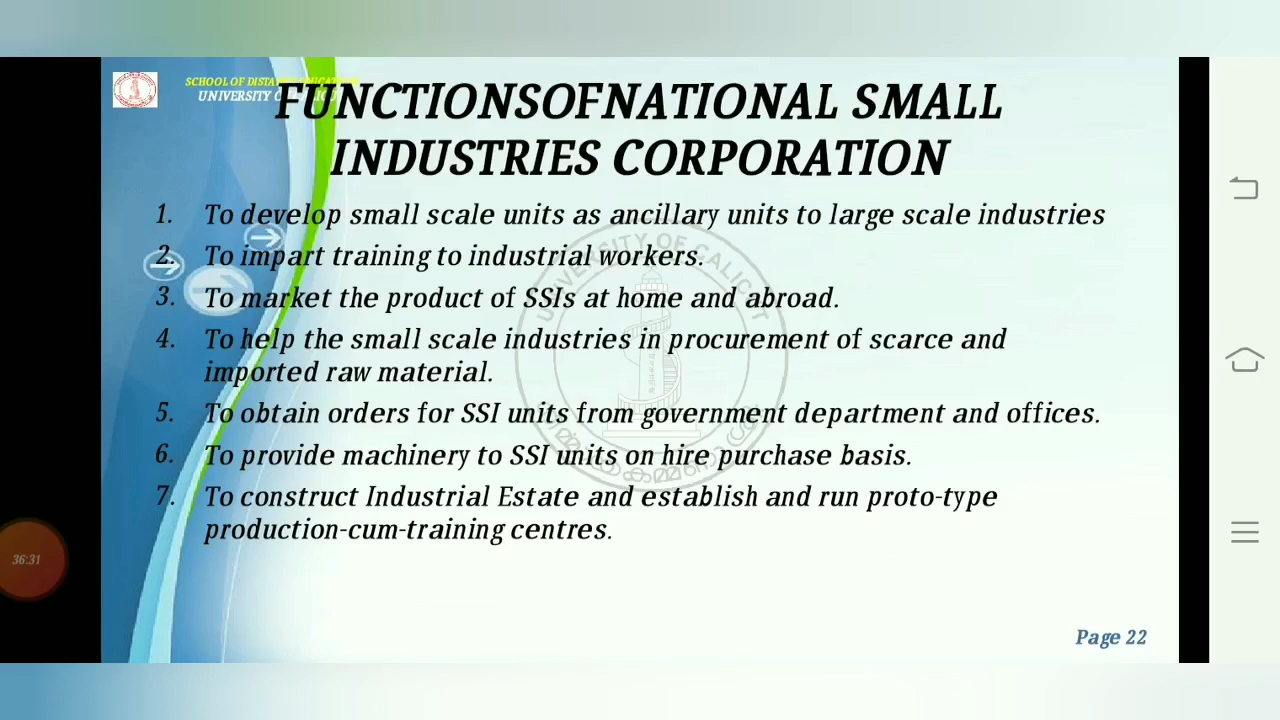 SCHOOL OF
UNIVERSITY
FUNCTIONSOFNATIONAL SMALL
INDUSTRIES CORPORATION
1. To develop small scale units as ancillary units to large scale industries
2. To impart training to industrial workers.
3. To market the product of SSIs at home and abroad.
4. To help the small scale industries in procurement of scarce and
imported raw material.
5. To obtain orders for SSI units from government department and offices.
6. To provide machinery to SSI units on hire purchase basis.
7. To construct Industrial Estate and establish and run proto-type
production-cum-training centres.
UNIVERSITY OF CALICUT
36:31
Page 22